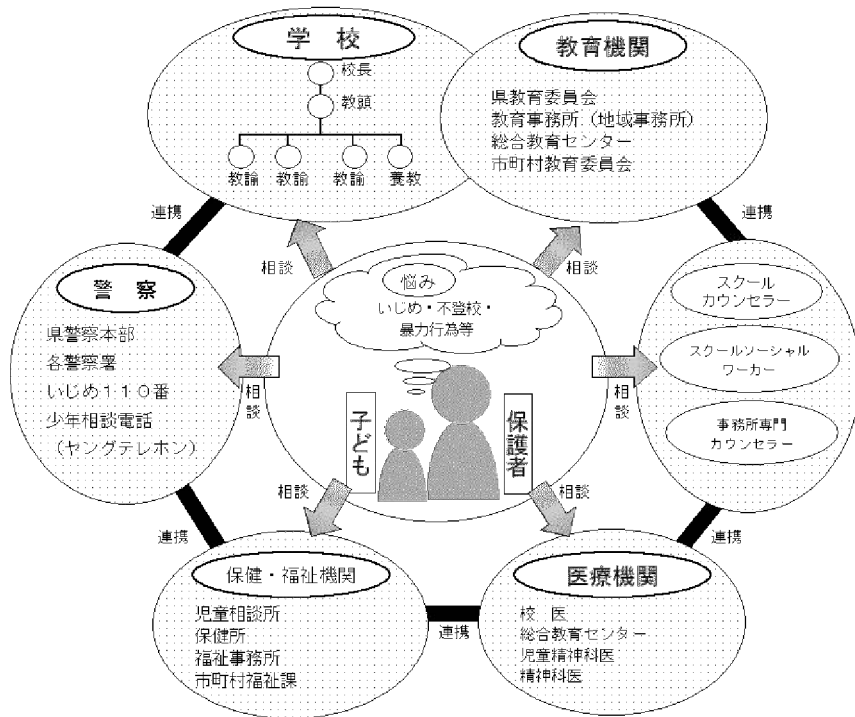 学 校
校長
教頭
教諭 教諭 教諭 養教
教育機関
県教育委員会
教育事務所（地域事務所）
総合教育センター
市町村教育委員会
連携
連携
相談
相談
悩み
いじめ・不登校・
暴力行為等
警 察
県警察本部
各警察署
いじめ１１０番
少年相談電話
（ヤングテレホン）
相談
子ども
保護者
相談
スクール
カウンセラー
スクールソーシャル
ワーカー
事務所専門
カウンセラー
相談
相談
連携
連携
保健・福祉機関
児童相談所
保健所
福祉事務所
市町村福祉課
連携
医療機関
校 医
総合教育センター
児童精神科医
精神科医